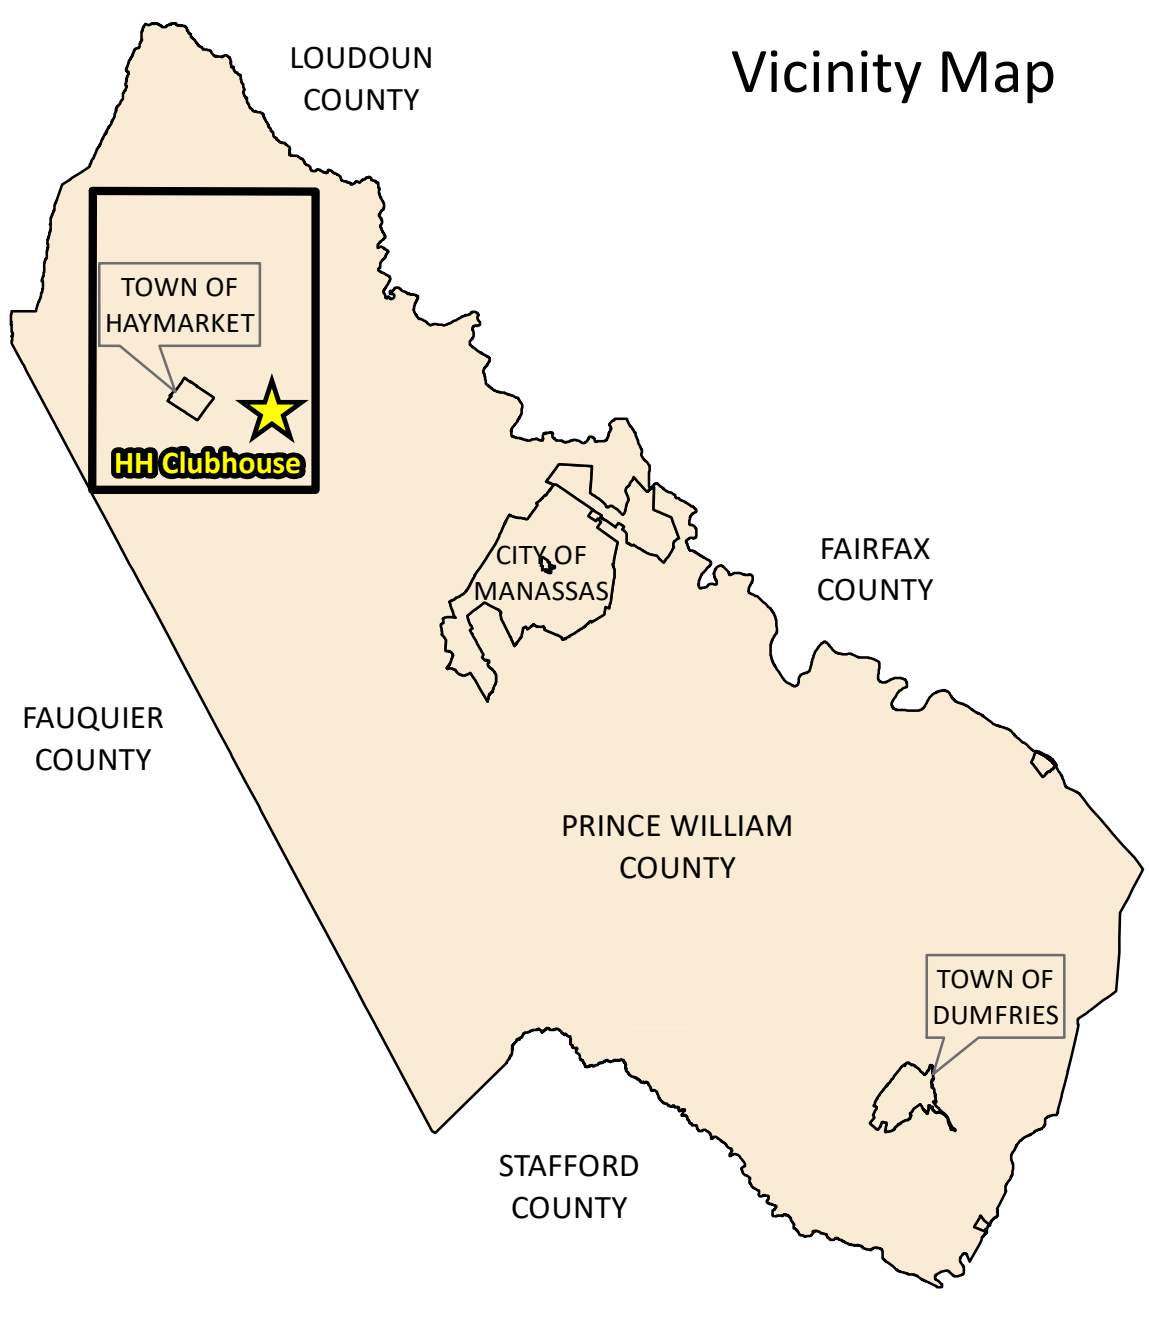 Vicinity Map
LOUDOUN
COUNTY
TOWN OF
HAYMARKET
HH Clubhouse
CITY OF
MANASSAS
FAIRFAX
COUNTY
FAUQUIER
COUNTY
PRINCE WILLIAM
COUNTY
TOWN OF
DUMFRIES
STAFFORD
COUNTY